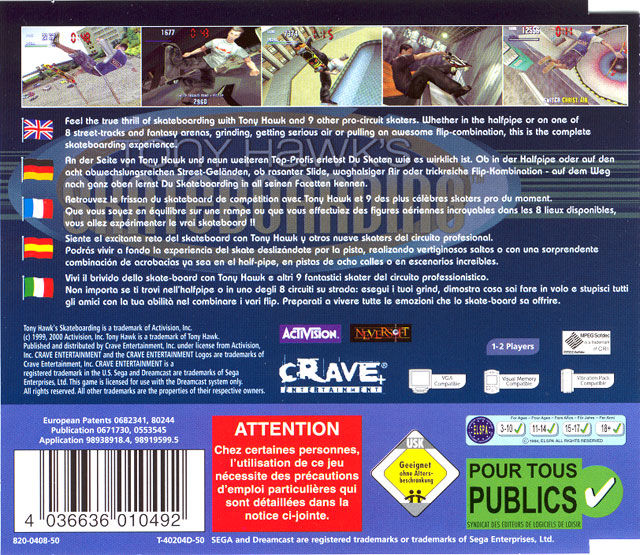 1677
0:43
7374
0:15
12550
0:11
7960
SWITCH CHRIST AIR
Feel the true thrill of skateboarding with Tony Hawk and 9 other pro-circuit skaters. Whether in the halfpipe or on one of
8 street-tracks and fantasy arenas, grinding, getting serious air or pulling an awesome flip-combination, this is the complete
skateboarding experience.
An der Seite von Tony Hawk und neun weiteren Top-Profis erlebst Du Skaten wie es wirklich ist. Ob in der Halfpipe oder auf den
acht abwechslungsreichen Street-Geländen, ob rasanter Slide, waghalsiger Air oder trickreiche Flip-Kombination - auf dem Weg
nach ganz oben lernst Du Skateboarding in all seinen Facetten kennen.
Retrouvez le frisson du skateboard de compétition avec Tony Hawk et 9 des plus célèbres skaters pro du moment.
Que vous soyez en équilibre sur une rampe ou que vous effectuiez des figures aériennes incroyables dans les 8 lieux disponibles,
vous allez expérimenter le vrai skateboard !!
Siente el excitante reto del skateboard con Tony Hawk y otros nueve skaters del circuito profesional.
Podrás vivir a fondo la experiencia del skate deslizándote por la pista, realizando vertiginosos saltos o con una sorprendente
combinación de acrobacias ya sea en el half-pipe, en pistas de ocho calles o en escenarios increíbles.
Vivi il brivido dello skate-board con Tony Hawk e altri 9 fantastici skater del circuito professionistico.
Non importa se ti trovi nell'halfpipe o in uno degli 8 circuiti su strada: esegui i tuoi grind, dimostra cosa sai fare in volo e stupisci tutti
gli amici con la tua abilità nel combinare i vari flip. Preparati a vivere tutte le emozioni che lo skate-board sa offrire.
Tony Hawk's Skateboarding is a trademark of Activision, Inc.
(c) 1999, 2000 Activision, Inc. Tony Hawk is a trademark of Tony Hawk.
Published and distributed by Crave Entertainment, Inc. under license from Activision,
Inc. CRAVE ENTERTAINMENT and the CRAVE ENTERTAINMENT Logos are trademarks of
Crave Entertainment, Inc. CRAVE ENTERTAINMENT is a
registered trademark in the U.S. Sega and Dreamcast are trademarks of Sega
Enterprises, Ltd. This game is licensed for use with the Dreamcast system only.
All rights reserved. All other trademarks are the properties of their respective owners.
ACTIVISION.
NEVERSOFT
CRAVE
ENTERTAINMENT
1-2 Players
MPEG Sofdec
VGA
Compatible
Visual Memory
Compatible
Vibration Pack
Compatible
European Patents 0682341, 80244
Publication 0671730, 0553545
Application 98938918.4, 98919599.5
4 036636 010492
820-0408-50
T-40204D-50
ATTENTION
Chez certaines personnes,
l'utilisation de ce jeu
nécessite des précautions
d'emploi particulières qui
sont détaillées dans la
notice ci-jointe.
USK
Geeignet
ohne Alters-
beschränkung
ELSPA
3-10
11-14
15-17
18+
POUR TOUS
PUBLICS
SYNDICAT DES EDITEURS DE LOGICIELS DE LOISIR
SEGA and Dreamcast are registered trademarks or trademarks of Sega Enterprises, Ltd.